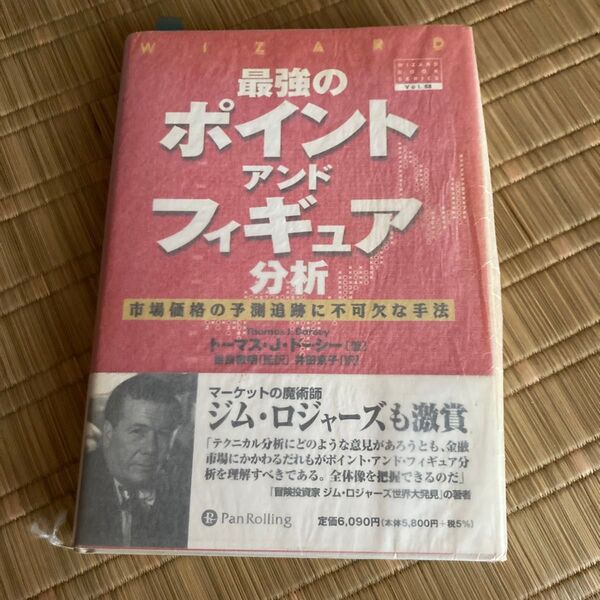 WIZARD
WIZARD
BOOK
SERIES
Vol. 68
最強の
ポイント
アンド
フィギュア
分析
市場価格の予測追跡に不可欠な手法
Thomas J. Dorsey
トーマス・J・ドーシー[著]
[監訳] 井田京子[訳]
マーケットの魔術師
ジム・ロジャーズも激賞
「テクニカル分析にどのような意見があろうとも、金融
市場にかかわるだれもがポイント・アンド・フィギュア分
析を理解すべきである。全体像を把握できるのだ」
「冒険投資家 ジム・ロジャーズ世界大発見」の著者
Pan Rolling
定価6,090円(本体5,800円+税5%)